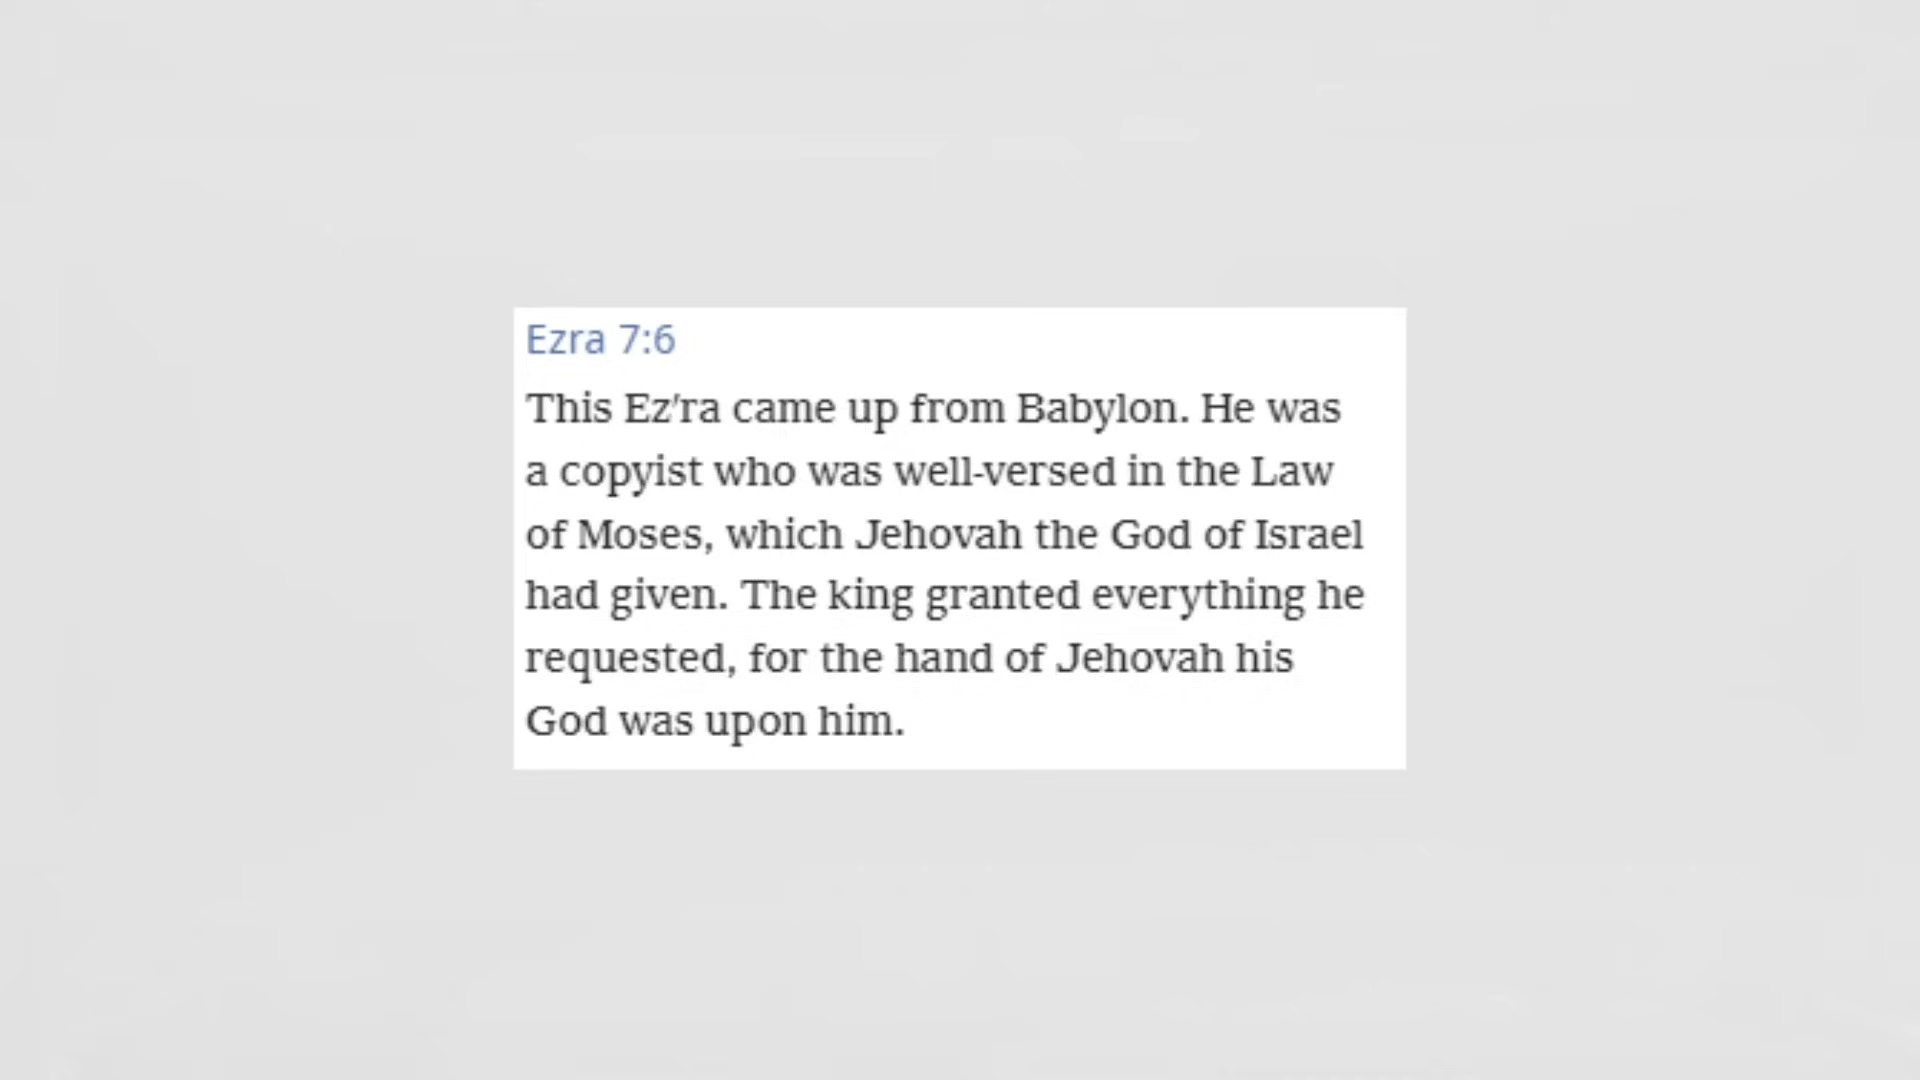 Ezra 7:6
This Ez′ra came up from Babylon. He was
a copyist who was well-versed in the Law
of Moses, which Jehovah the God of Israel
had given. The king granted everything he
requested, for the hand of Jehovah his
God was upon him.